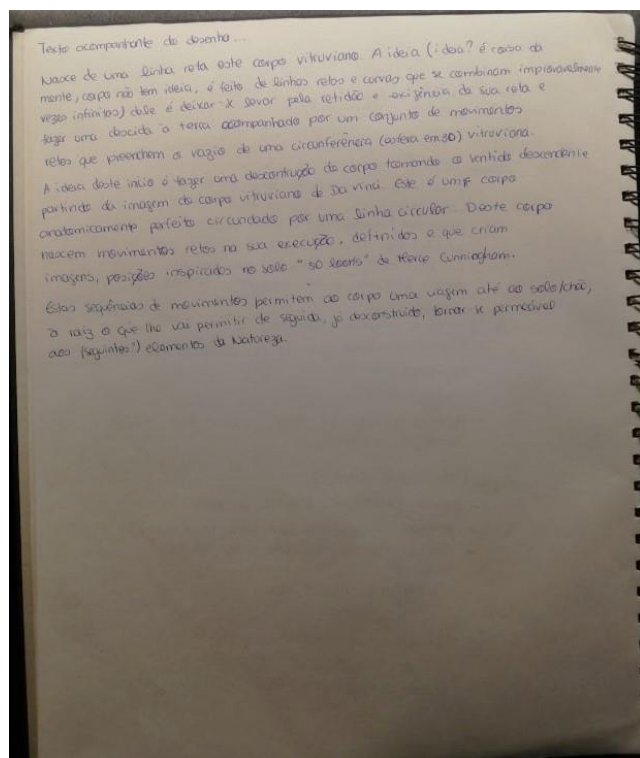 Texto acompanhante do desenho...
Nasce de uma linha reta este corpo vitruviano. A ideia (ideia? é coisa da
mente, corpo não tem ideia, é feito de linhas retas e curvas que se combinam improvavelmente
vezes infinitas) dele é deixar-se levar pela retidão e exigência da sua reta e
fazer uma descida à terra acompanhado por um conjunto de movimentos
retos que preenchem o vazio de uma circunferência (esfera em 3D) vitruviana.
A ideia deste início é fazer uma desconstrução do corpo tomando o sentido descendente
partindo da imagem do corpo vitruviano de Da Vinci. Este é um corpo
anatomicamente perfeito circundado por uma linha circular. Deste corpo
nascem movimentos retos na sua execução, definidos e que criam
imagens, posições inspirados no solo "50 looks" de Merce Cunningham.
Estas sequências de movimentos permitem ao corpo uma viagem até ao solo/chão,
à raiz o que lhe vai permitir de seguida, já desconstruído, tornar-se permeável
aos (seguintes!) elementos da Natureza.